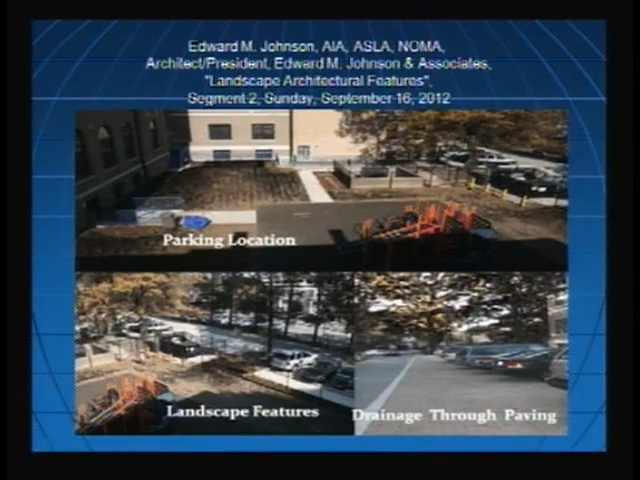 Edward M. Johnson, AIA, ASLA, NOMA,
Architect/President, Edward M. Johnson & Associates,
"Landscape Architectural Features",
Segment 2, Sunday, September 16, 2012
Parking Location
Landscape Features
Drainage Through Paving